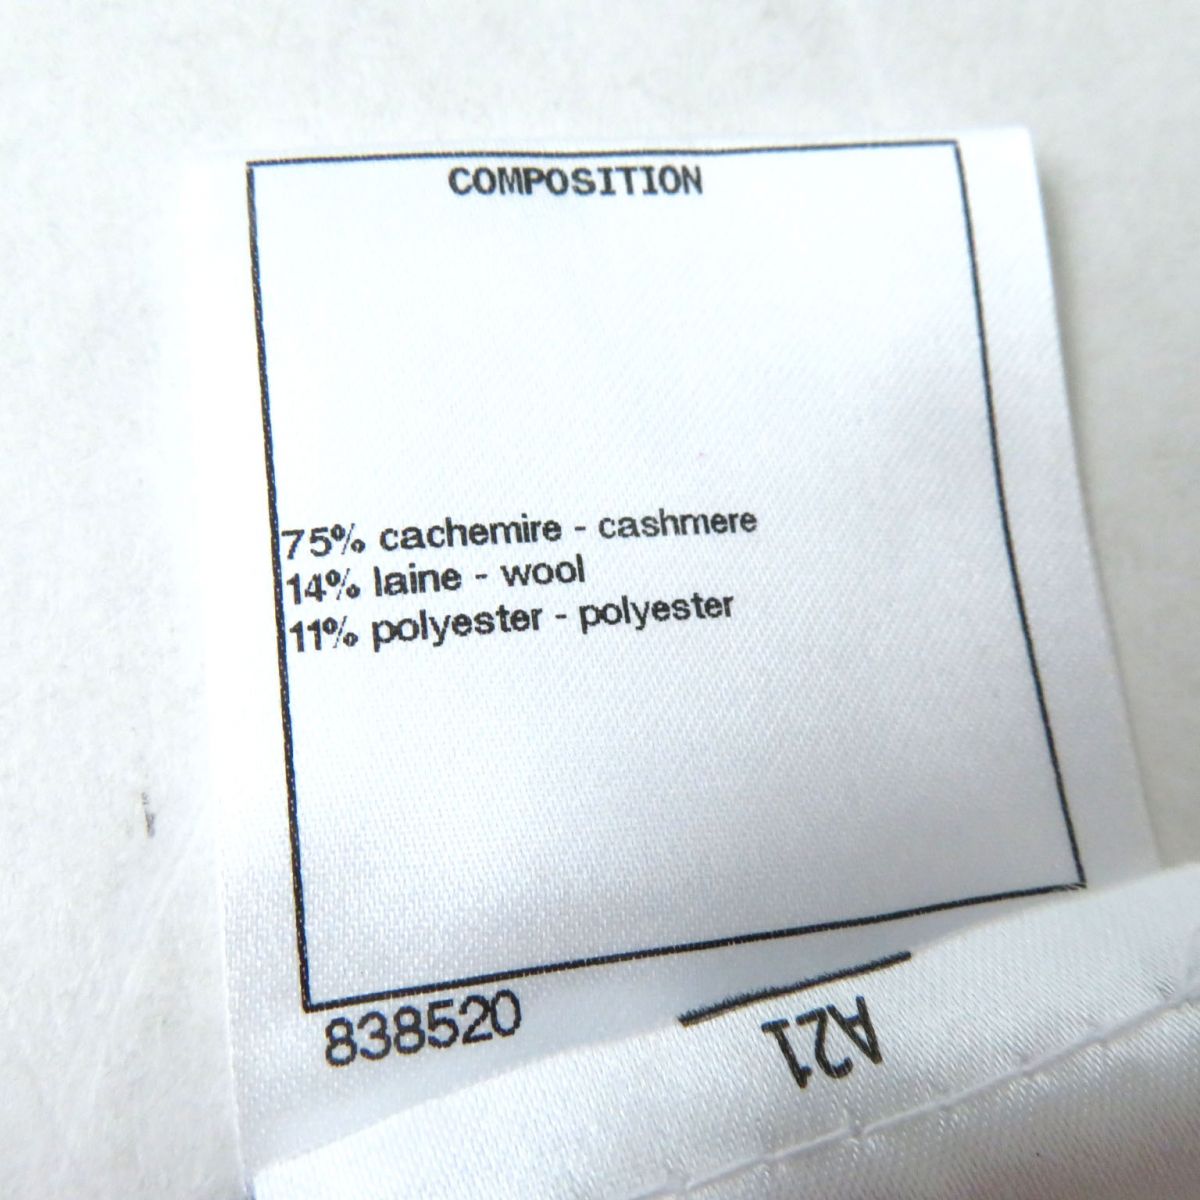 COMPOSITION
75% cachemire - cashmere
14% laine - wool
11% polyester - polyester
838520
A21